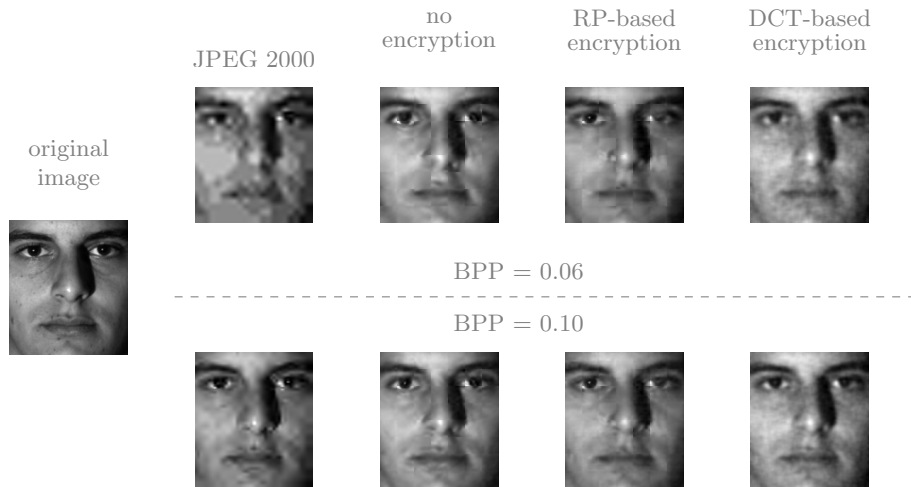 no
encryption
RP-based
encryption
DCT-based
encryption
JPEG 2000
original
image
BPP = 0.06
BPP = 0.10